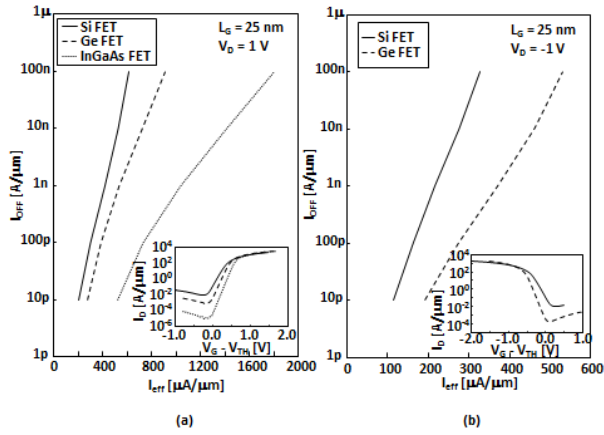 1μ
100n
10n
1n
100p
10p
1p
I_OFF [A/μm]
Si FET
Ge FET
InGaAs FET
L_G = 25 nm
V_D = 1 V
10^4
10^2
10^0
10^-2
10^-4
10^-6
I_D [A/μm]
-1.0 0.0 1.0 2.0
V_G - V_TH [V]
0 400 800 1200 1600 2000
I_eff [μA/μm]
(a)
1μ
100n
10n
1n
100p
10p
1p
I_OFF [A/μm]
Si FET
Ge FET
L_G = 25 nm
V_D = -1 V
10^4
10^2
10^0
10^-2
10^-4
I_D [A/μm]
-2.0 -1.0 0.0 1.0
V_G - V_TH [V]
0 100 200 300 400 500 600
I_eff [μA/μm]
(b)